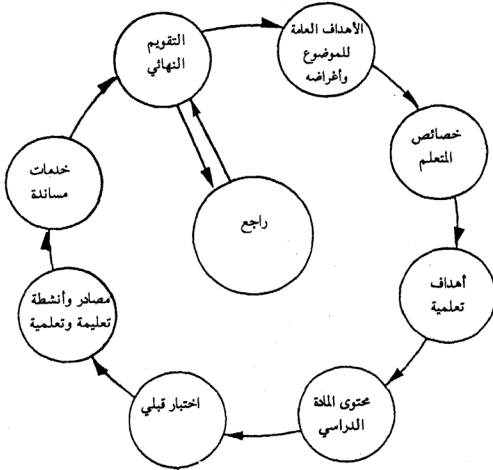 التقويم
النهائي
الأهداف العامة
للموضوع
وأغراضه
خصائص
المتعلم
أهداف
تعلمية
محتوى المادة
الدراسي
اختبار قبلي
مصادر وأنشطة
تعليمة وتعلمية
خدمات
مساندة
راجع